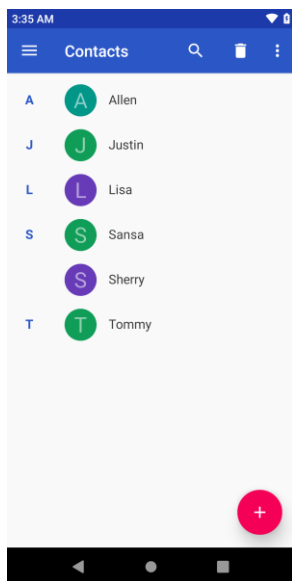 3:35 AM
Contacts
A A Allen
J J Justin
L L Lisa
S S Sansa
S Sherry
T T Tommy
+